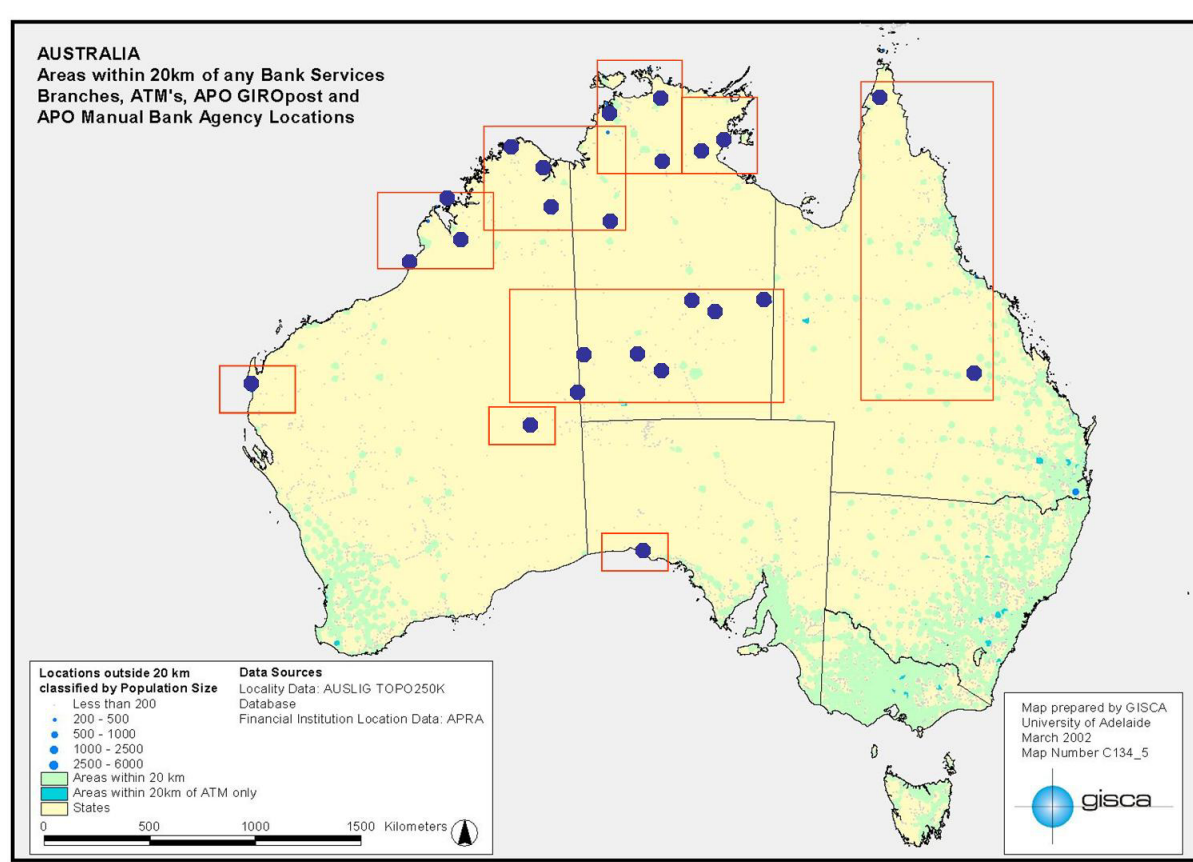 AUSTRALIA
Areas within 20km of any Bank Services
Branches, ATM's, APO GIROpost and
APO Manual Bank Agency Locations
Locations outside 20 km
classified by Population Size
Less than 200
200 - 500
500 - 1000
1000 - 2500
2500 - 6000
Areas within 20 km
Areas within 20km of ATM only
States
Data Sources
Locality Data: AUSLIG TOPO250K
Database
Financial Institution Location Data: APRA
0 500 1000 1500 Kilometers
Map prepared by GISCA
University of Adelaide
March 2002
Map Number C134_5
gisca